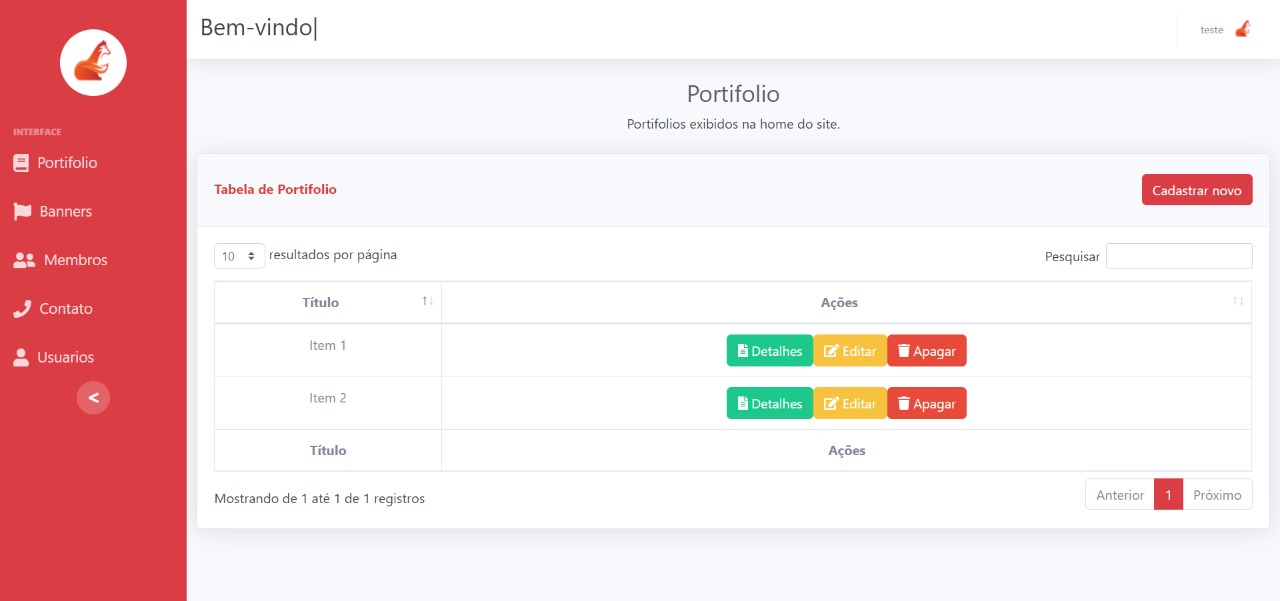 Bem-vindo|
teste
INTERFACE
Portifolio
Banners
Membros
Contato
Usuarios
<
Portifolio
Portifolios exibidos na home do site.
Tabela de Portifolio
Cadastrar novo
10 resultados por página
Pesquisar
Título Ações
Item 1 Detalhes Editar Apagar
Item 2 Detalhes Editar Apagar
Título Ações
Mostrando de 1 até 1 de 1 registros
Anterior 1 Próximo